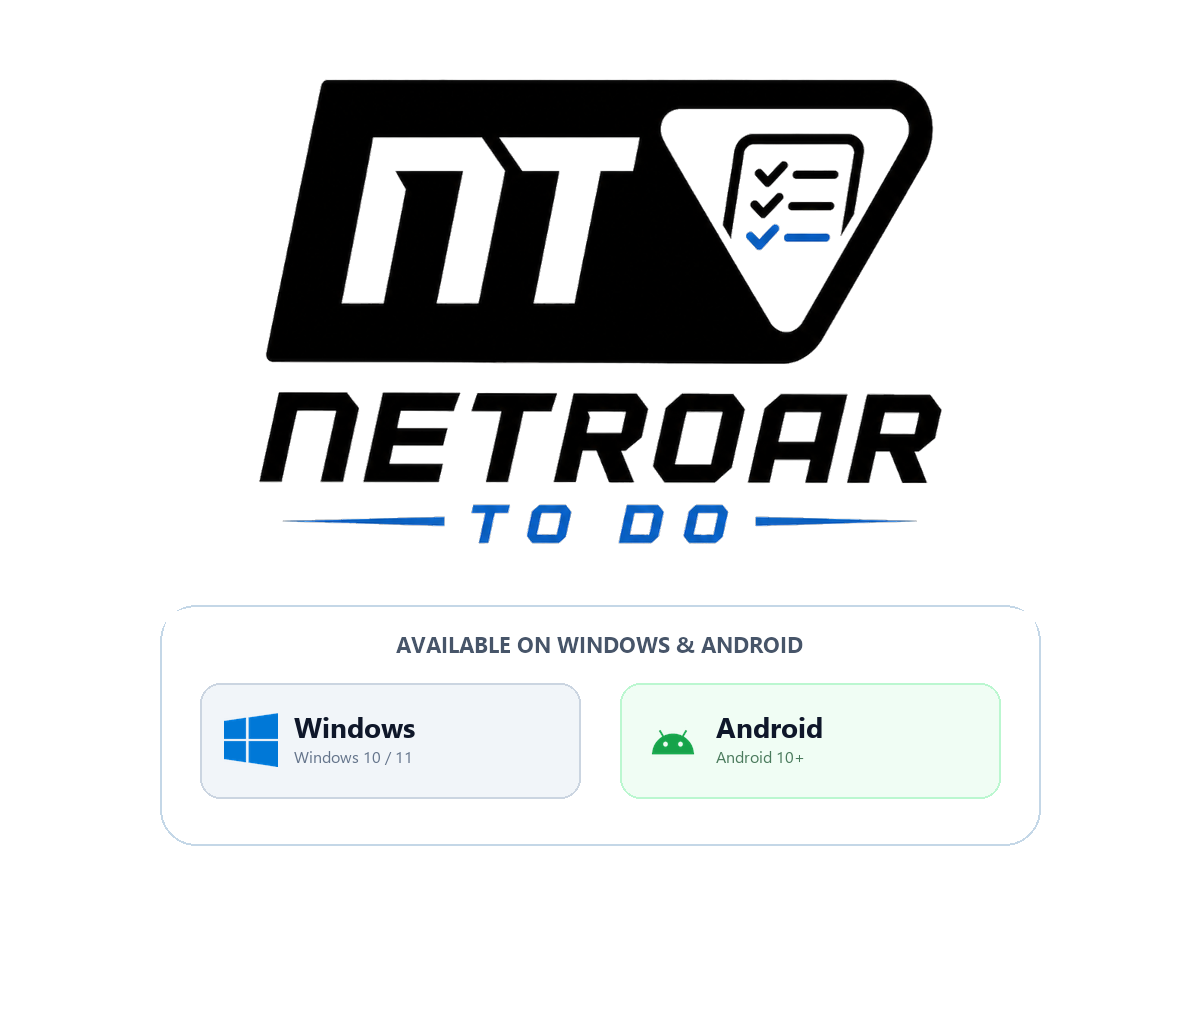 NT
NETROAR
TO DO
AVAILABLE ON WINDOWS & ANDROID
Windows
Windows 10 / 11
Android
Android 10+